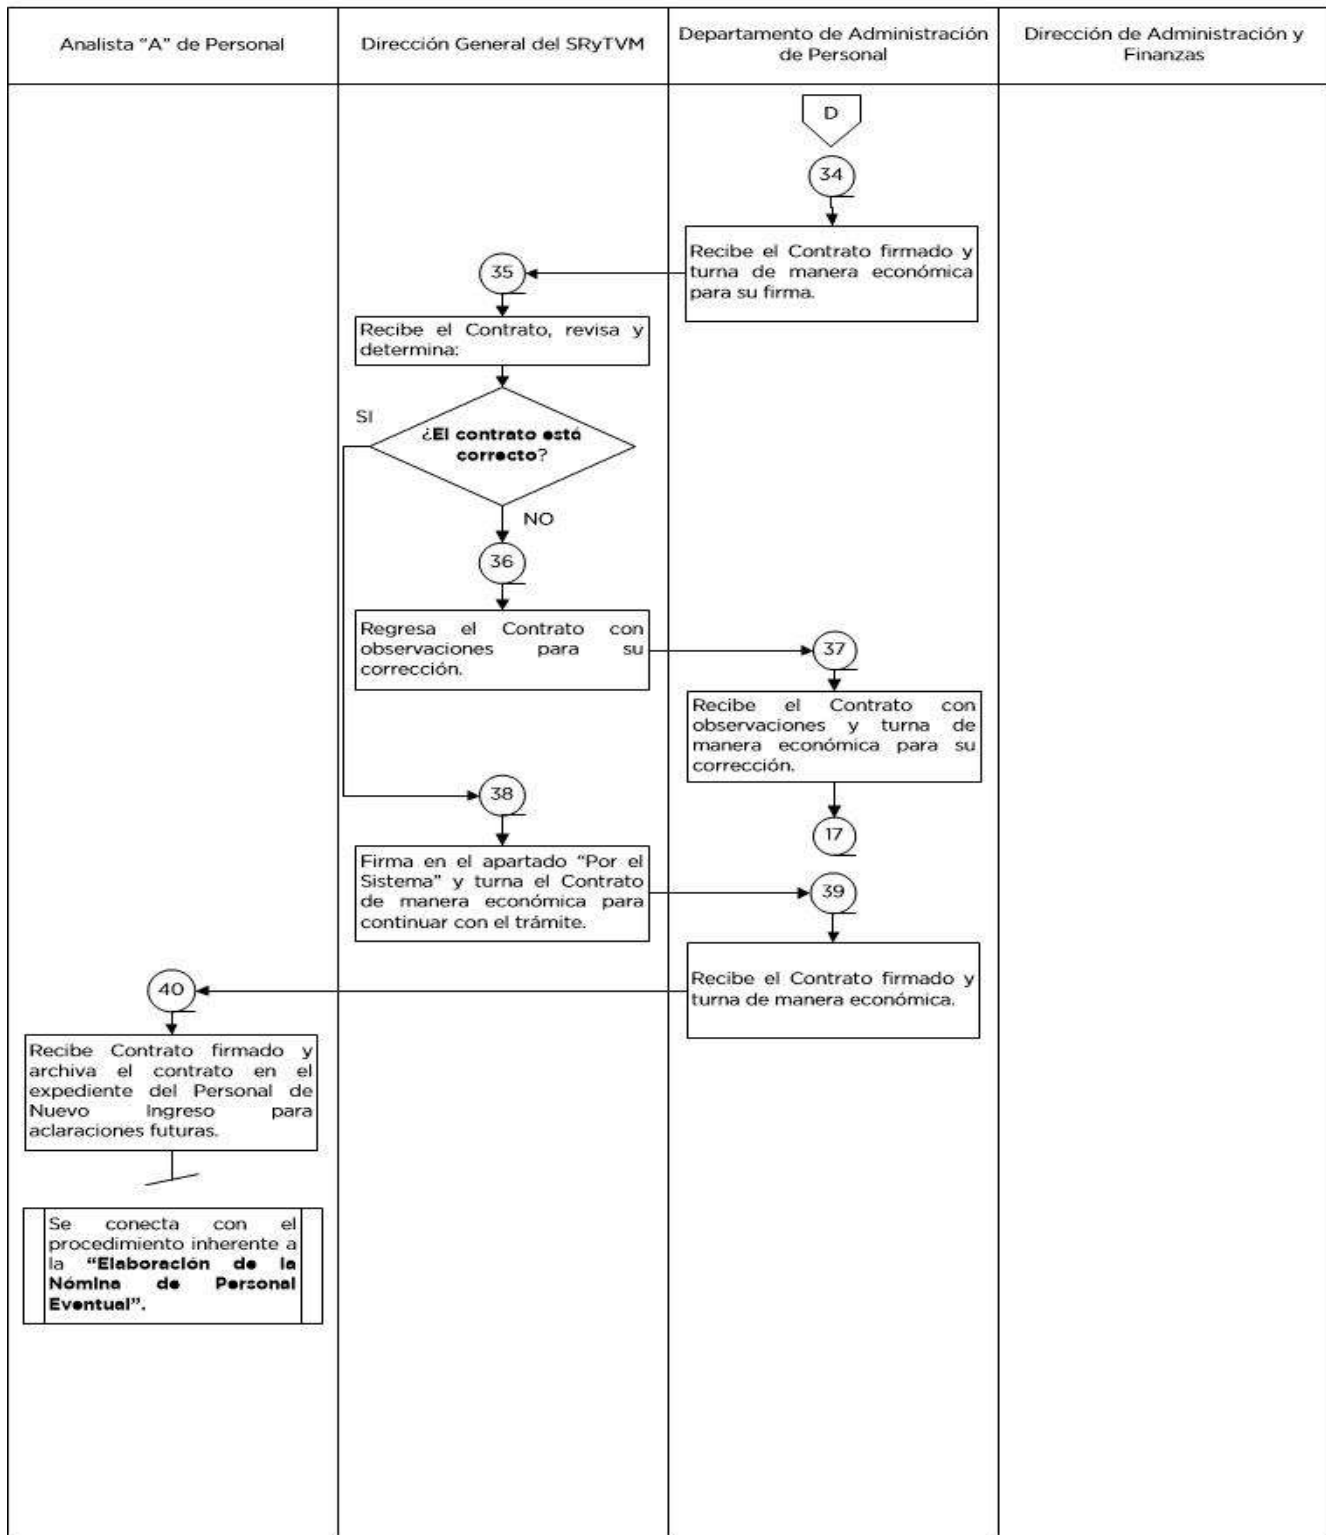 Analista "A" de Personal
Dirección General del SRyTVM
Departamento de Administración
de Personal
Dirección de Administración y
Finanzas
D
34
Recibe el Contrato firmado y
turna de manera económica
para su firma.
35
Recibe el Contrato, revisa y
determina:
SI
¿El contrato está
correcto?
NO
36
Regresa el Contrato con
observaciones para su
corrección.
37
Recibe el Contrato con
observaciones y turna de
manera económica para su
corrección.
17
38
Firma en el apartado "Por el
Sistema" y turna el Contrato
de manera económica para
continuar con el trámite.
39
Recibe el Contrato firmado y
turna de manera económica.
40
Recibe Contrato firmado y
archiva el contrato en el
expediente del Personal de
Nuevo Ingreso para
aclaraciones futuras.
Se conecta con el
procedimiento inherente a
la "Elaboración de la
Nómina de Personal
Eventual".